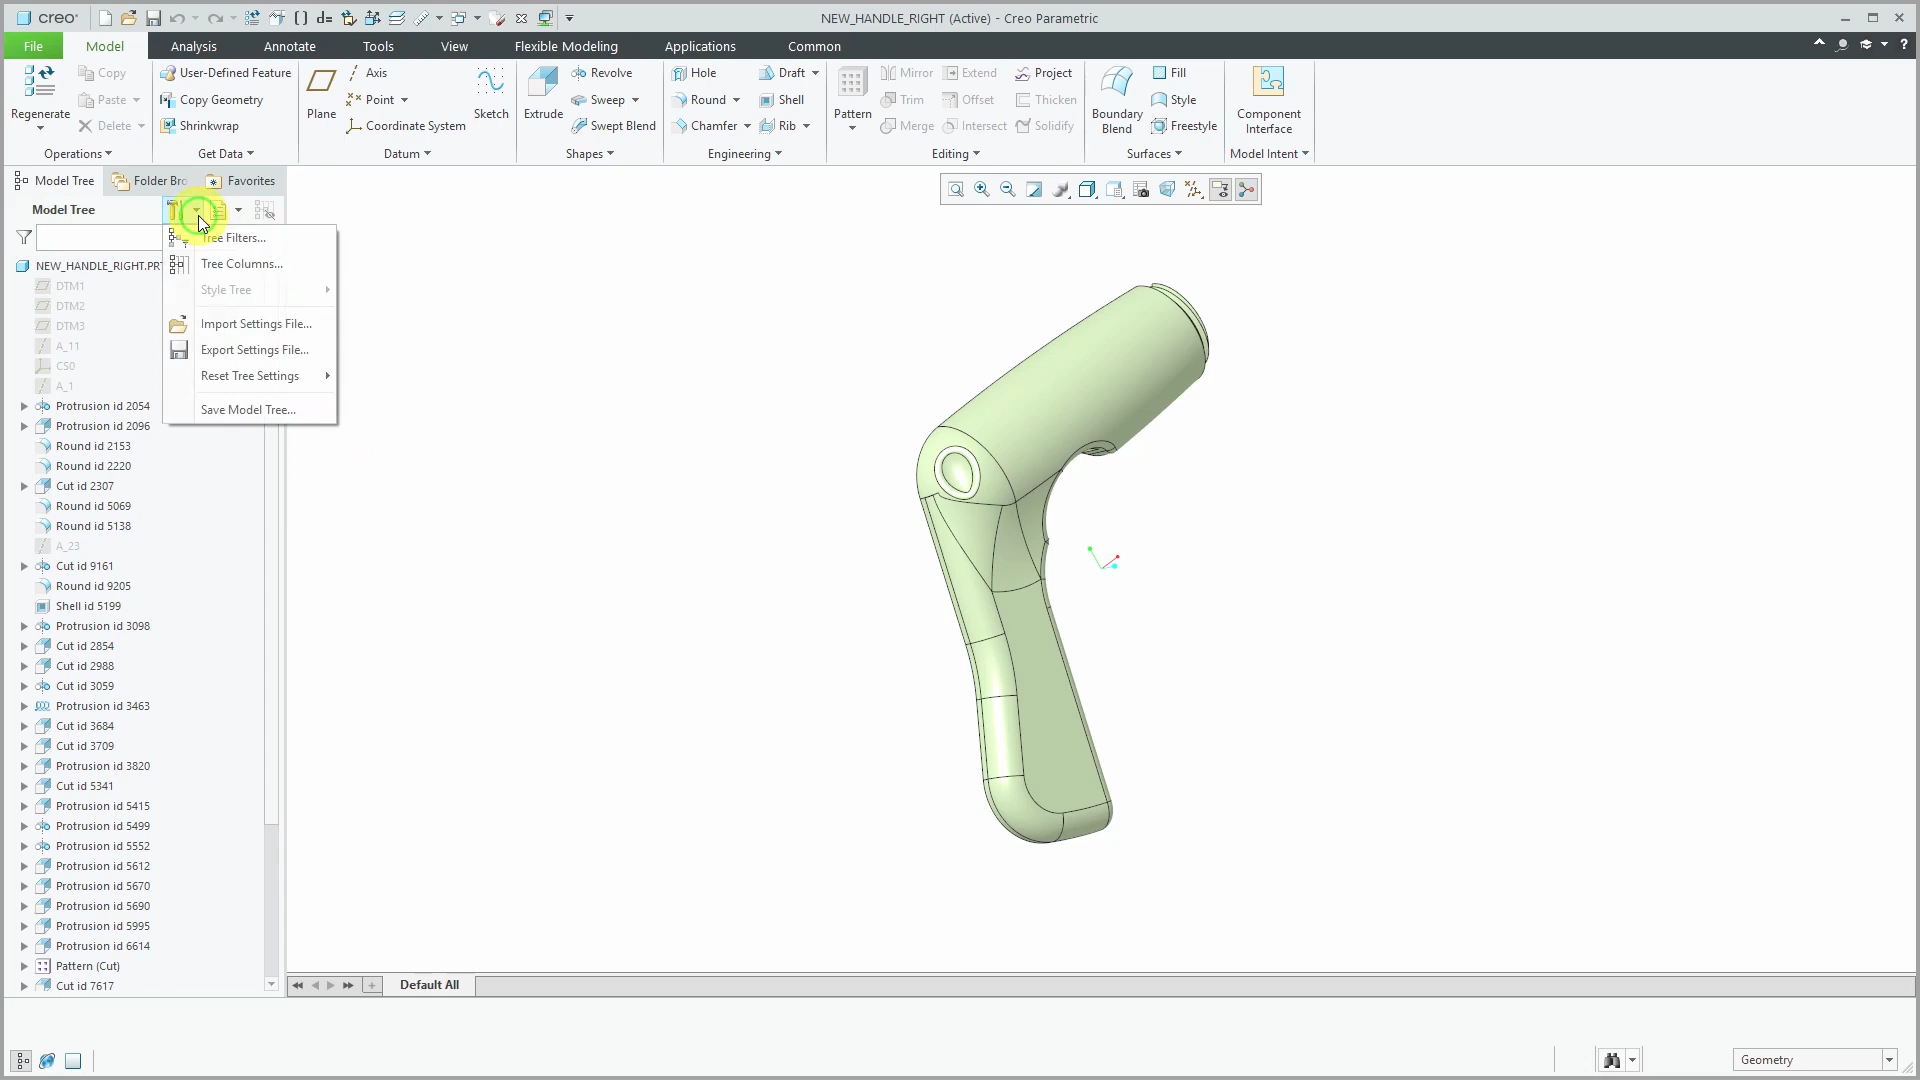 creo NEW_HANDLE_RIGHT (Active) - Creo Parametric
File Model Analysis Annotate Tools View Flexible Modeling Applications Common
Regenerate
Copy
Paste
Delete
Operations
User-Defined Feature
Copy Geometry
Shrinkwrap
Get Data
Plane
Axis
Point
Coordinate System
Sketch
Datum
Extrude
Revolve
Sweep
Swept Blend
Shapes
Hole
Round
Chamfer
Draft
Shell
Rib
Engineering
Pattern
Mirror
Trim
Merge
Extend
Offset
Intersect
Project
Thicken
Solidify
Editing
Boundary
Blend
Fill
Style
Freestyle
Surfaces
Component
Interface
Model Intent
Model Tree Folder Bro Favorites
Model Tree
Tree Filters...
Tree Columns...
Style Tree
Import Settings File...
Export Settings File...
Reset Tree Settings
Save Model Tree...
NEW_HANDLE_RIGHT.PRT
DTM1
DTM2
DTM3
A_11
CS0
A_1
Protrusion id 2054
Protrusion id 2096
Round id 2153
Round id 2220
Cut id 2307
Round id 5069
Round id 5138
A_23
Cut id 9161
Round id 9205
Shell id 5199
Protrusion id 3098
Cut id 2854
Cut id 2988
Cut id 3059
Protrusion id 3463
Cut id 3684
Cut id 3709
Protrusion id 3820
Cut id 5341
Protrusion id 5415
Protrusion id 5499
Protrusion id 5552
Protrusion id 5612
Protrusion id 5670
Protrusion id 5690
Protrusion id 5995
Protrusion id 6614
Pattern (Cut)
Cut id 7617
Default All
Geometry